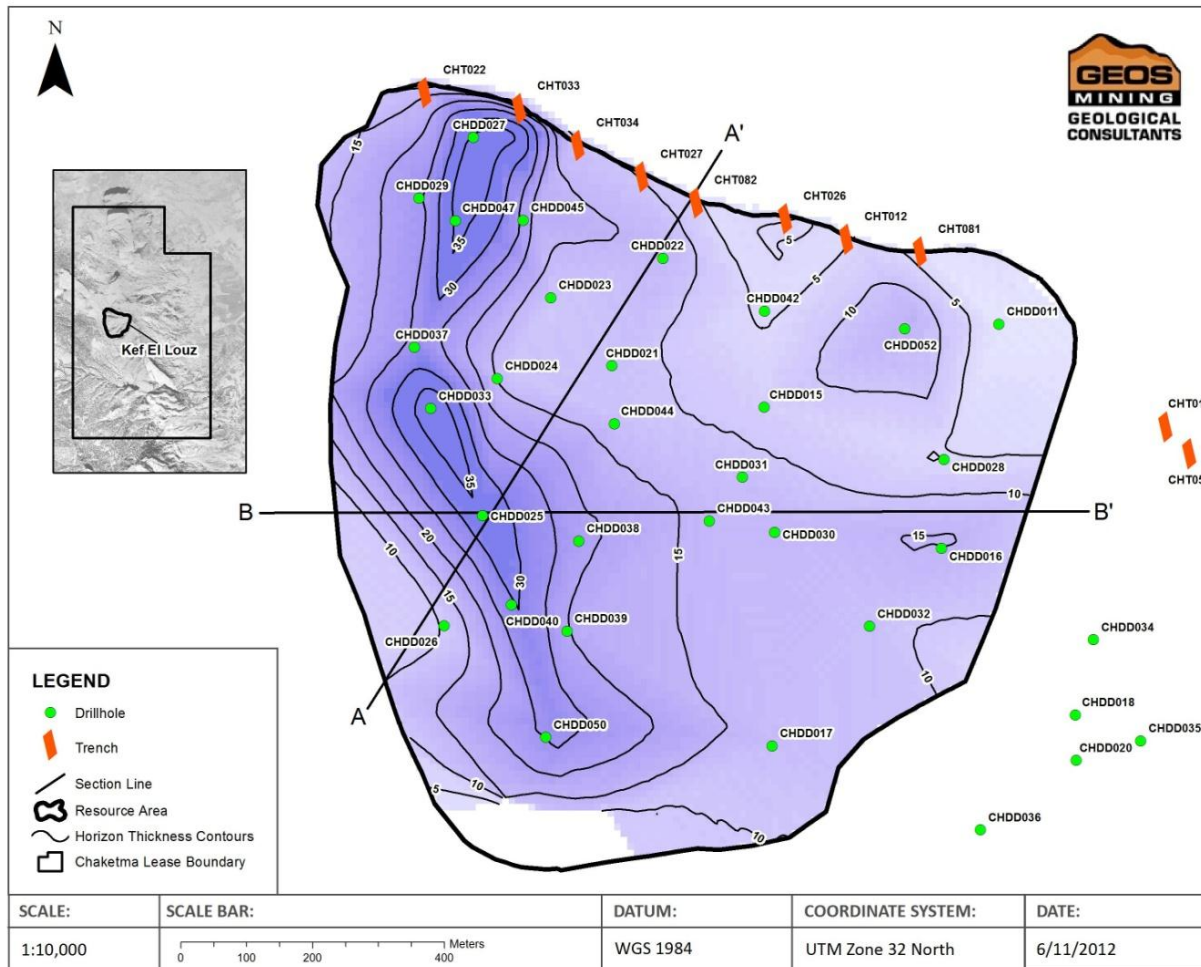 N
GEOS
MINING
GEOLOGICAL
CONSULTANTS
CHT022
CHT033
CHT034
CHT027
A'
CHT082
CHT026
CHT012
CHT081
15
CHDD027
CHDD029
CHDD047
CHDD045
35
30
CHDD022
5
CHDD023
CHDD042
5
5
10
CHDD052
CHDD011
Kef El Louz
CHDD037
CHDD024
CHDD021
CHDD033
CHDD044
CHDD015
CHT01
CHT05
35
CHDD031
CHDD028
10
B
CHDD025
CHDD043
B'
CHDD038
CHDD030
15
CHDD016
10
20
15
15
30
CHDD026
CHDD040
CHDD039
CHDD032
CHDD034
10
A
CHDD050
CHDD017
CHDD018
CHDD035
CHDD020
5
10
10
CHDD036
LEGEND
Drillhole
Trench
Section Line
Resource Area
Horizon Thickness Contours
Chaketma Lease Boundary
SCALE:
1:10,000
SCALE BAR:
Meters
0 100 200 400
DATUM:
WGS 1984
COORDINATE SYSTEM:
UTM Zone 32 North
DATE:
6/11/2012